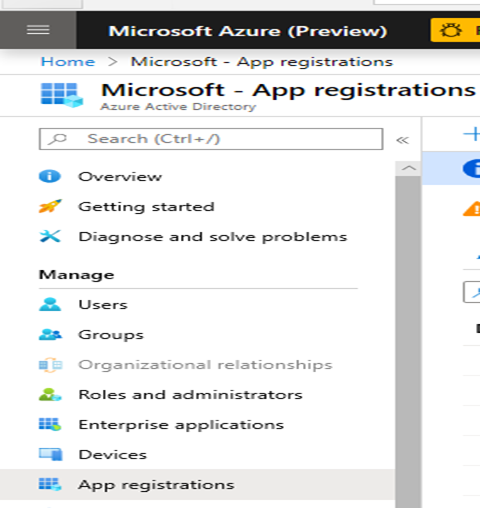 Microsoft Azure (Preview)
Home > Microsoft - App registrations
Microsoft - App registrations
Azure Active Directory
Search (Ctrl+/)
«
Overview
Getting started
Diagnose and solve problems
Manage
Users
Groups
Organizational relationships
Roles and administrators
Enterprise applications
Devices
App registrations